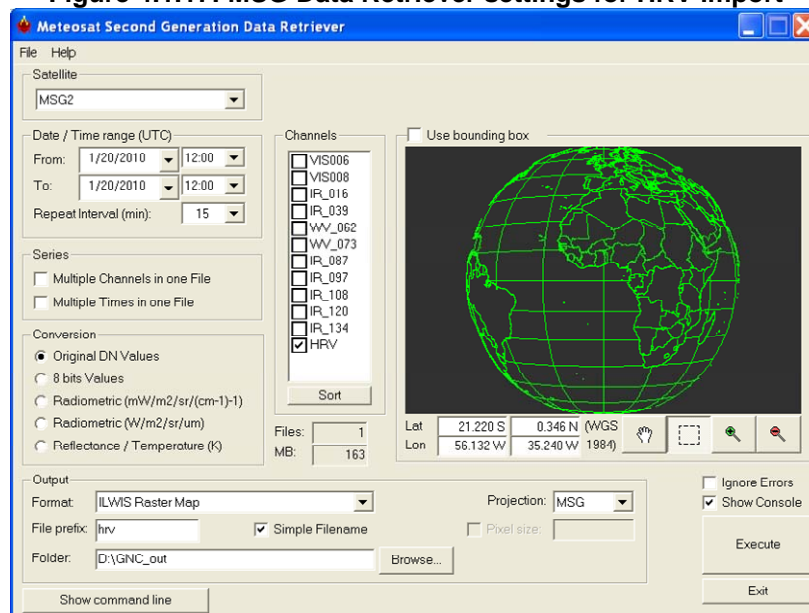 Figure 4.1.7.1 MSG Data Retriever settings for HRV import
Meteosat Second Generation Data Retriever
File Help
Satellite
MSG2
Date / Time range (UTC)
From: 1/20/2010 12:00
To: 1/20/2010 12:00
Repeat Interval (min): 15
Series
Multiple Channels in one File
Multiple Times in one File
Conversion
Original DN Values
8 bits Values
Radiometric (mW/m2/sr/(cm-1)-1)
Radiometric (W/m2/sr/um)
Reflectance / Temperature (K)
Channels
VIS006
VIS008
IR_016
IR_039
WV_062
WV_073
IR_087
IR_097
IR_108
IR_120
IR_134
HRV
Sort
Files: 1
MB: 163
Use bounding box
Lat 21.220 S 0.346 N (WGS
Lon 56.132 W 35.240 W 1984)
Output
Format: ILWIS Raster Map
Projection: MSG
File prefix: hrv
Simple Filename
Pixel size:
Folder: D:\GNC_out
Browse...
Ignore Errors
Show Console
Execute
Exit
Show command line